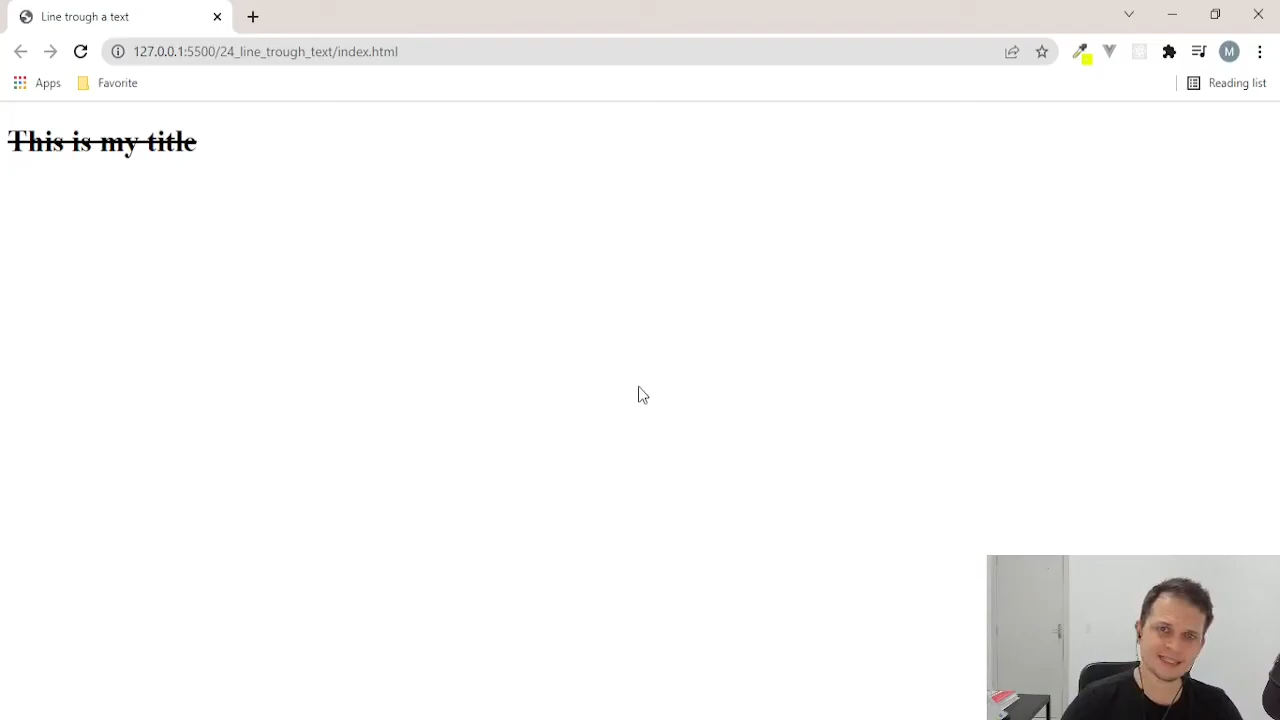 Line trough a text
127.0.0.1:5500/24_line_trough_text/index.html
M
Apps
Favorite
Reading list
This is my title